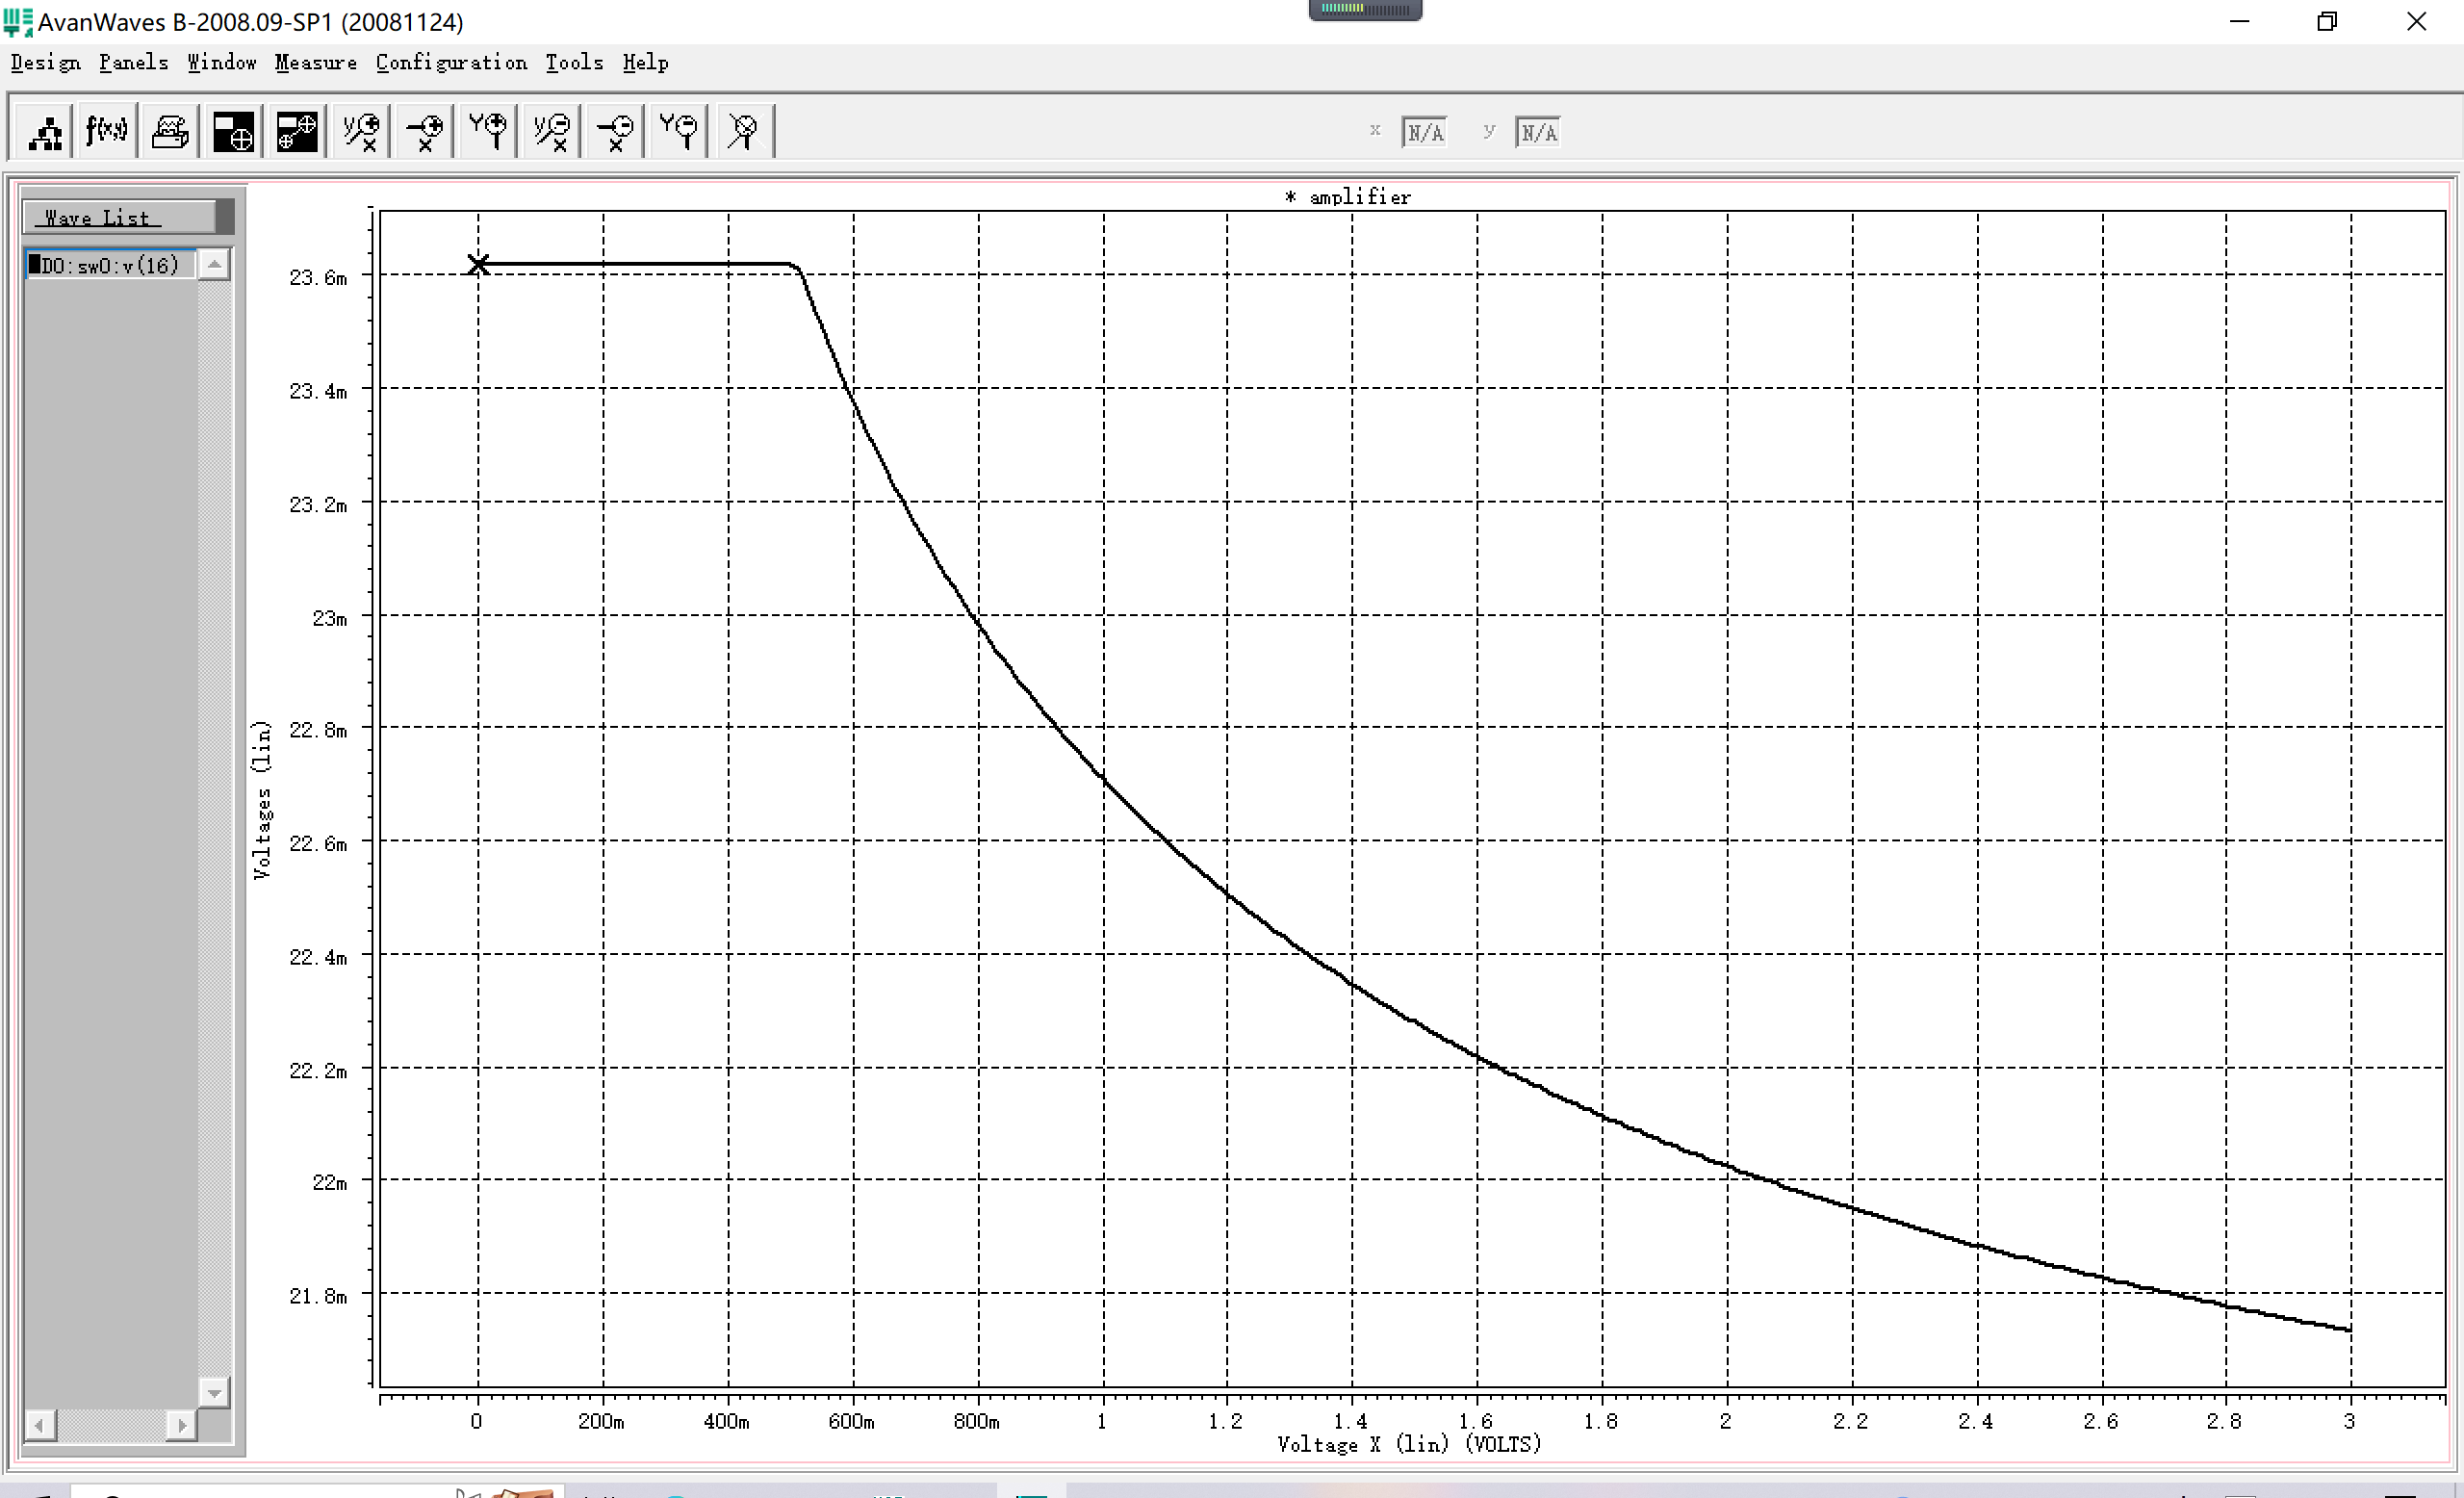 AvanWaves B-2008.09-SP1 (20081124)
Design Panels Window Measure Configuration Tools Help
f(x,y)
x N/A y N/A
Wave List
D0:sw0:v(16)
* amplifier
Voltages (lin)
23.6m
23.4m
23.2m
23m
22.8m
22.6m
22.4m
22.2m
22m
21.8m
0 200m 400m 600m 800m 1 1.2 1.4 1.6 1.8 2 2.2 2.4 2.6 2.8 3
Voltage X (lin) (VOLTS)